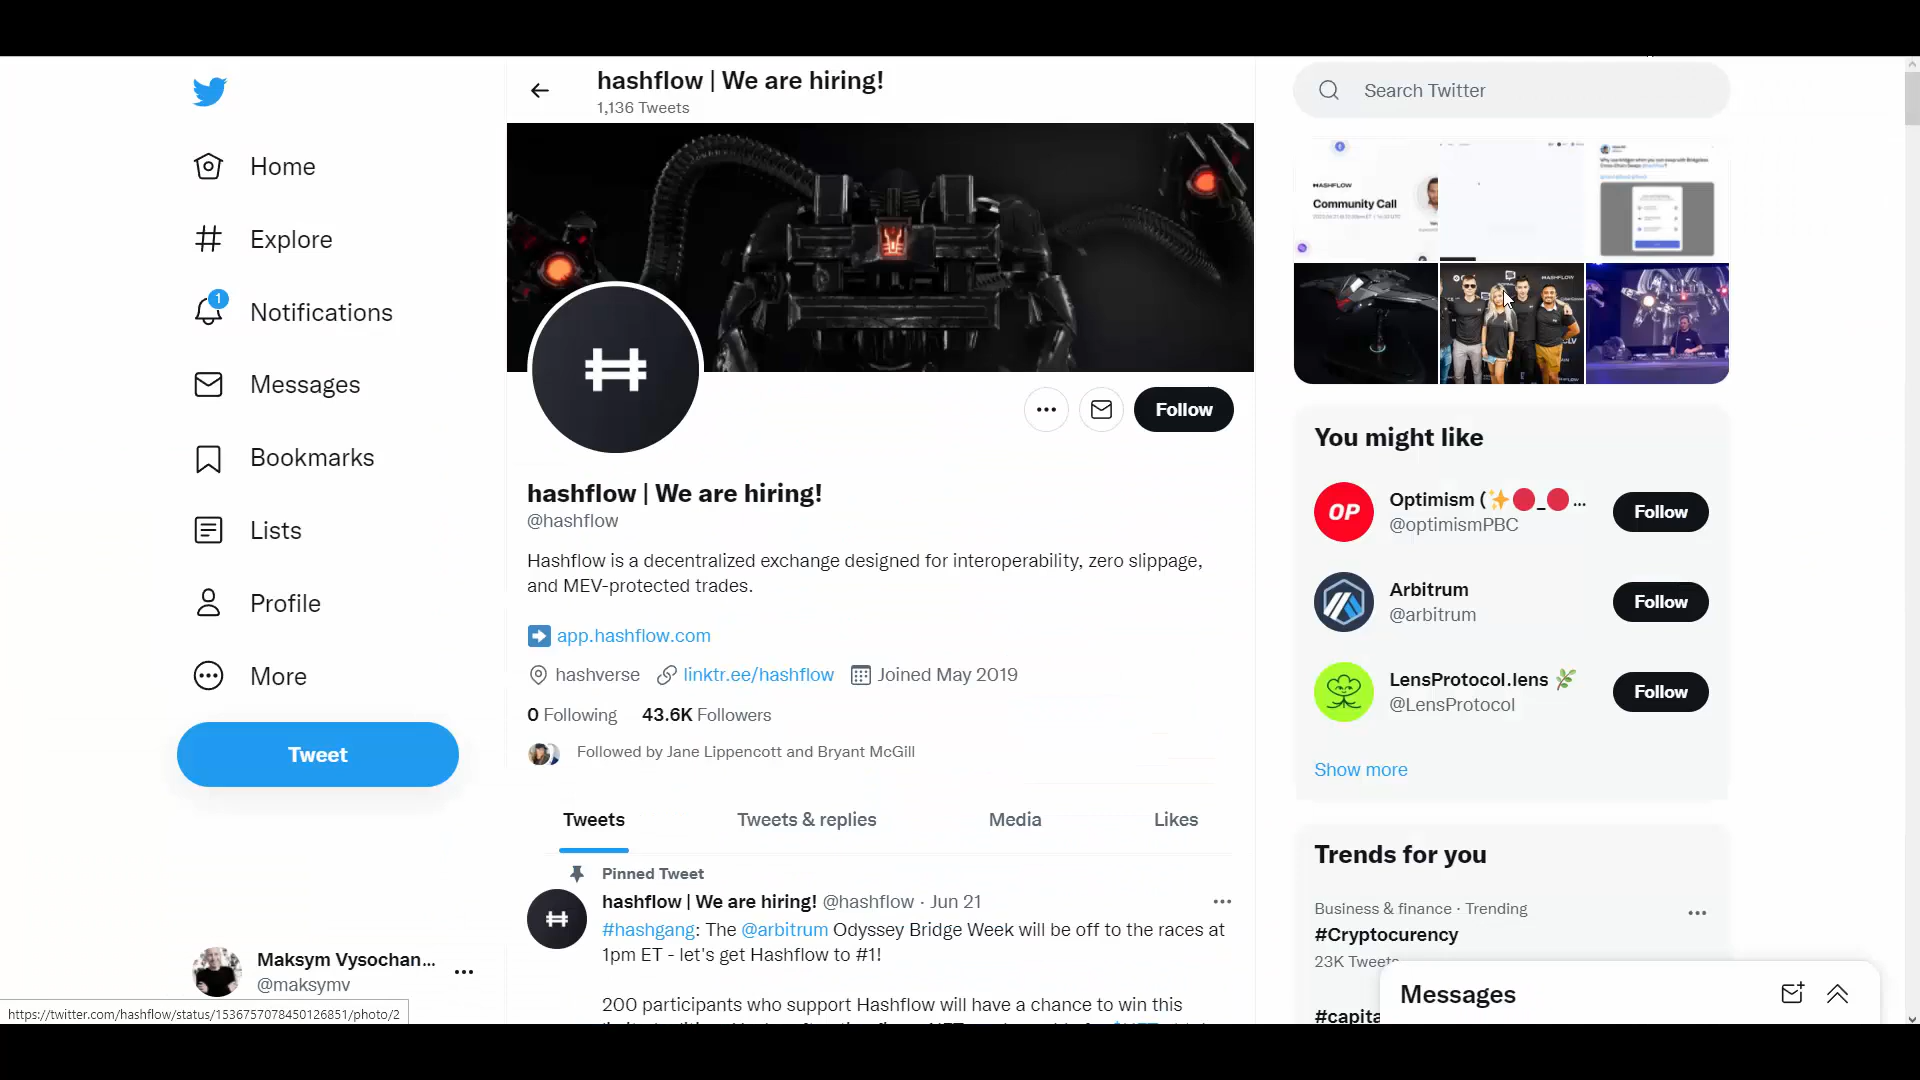 hashflow | We are hiring!
1,136 Tweets
Search Twitter
Home
Explore
1
Notifications
Messages
Bookmarks
Lists
Profile
More
Tweet
Maksym Vysochan...
@maksymv
https://twitter.com/hashflow/status/1536757078450126851/photo/2
Follow
hashflow | We are hiring!
@hashflow
Hashflow is a decentralized exchange designed for interoperability, zero slippage,
and MEV-protected trades.
app.hashflow.com
hashverse linktr.ee/hashflow Joined May 2019
0 Following 43.6K Followers
Followed by Jane Lippencott and Bryant McGill
Tweets Tweets & replies Media Likes
Pinned Tweet
hashflow | We are hiring! @hashflow · Jun 21
#hashgang: The @arbitrum Odyssey Bridge Week will be off to the races at
1pm ET - let's get Hashflow to #1!
200 participants who support Hashflow will have a chance to win this
HASHFLOW
Community Call
HASHFLOW
You might like
OP
Optimism (✨🔴_🔴...
@optimismPBC
Follow
Arbitrum
@arbitrum
Follow
LensProtocol.lens 🌿
@LensProtocol
Follow
Show more
Trends for you
Business & finance · Trending
#Cryptocurency
23K Tweets
#capita
Messages